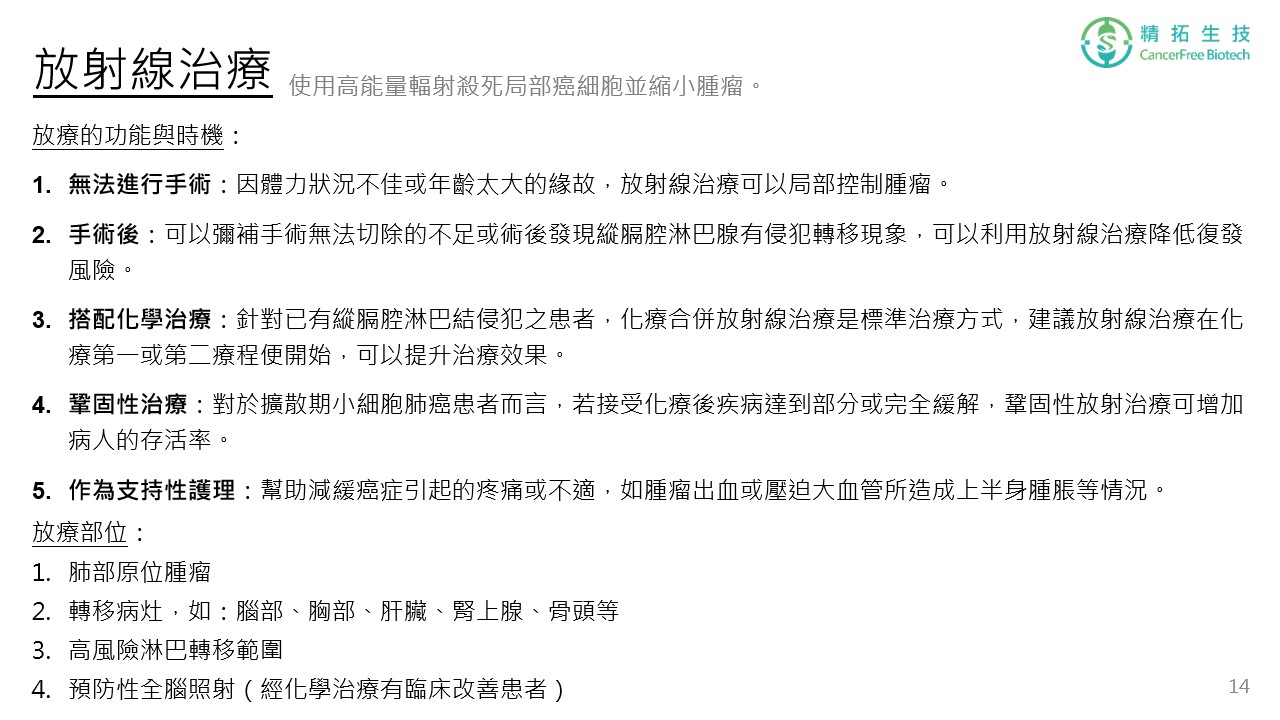 精拓生技
CancerFree Biotech
放射線治療
使用高能量輻射殺死局部癌細胞並縮小腫瘤。
放療的功能與時機：
1. 無法進行手術：因體力狀況不佳或年齡太大的緣故，放射線治療可以局部控制腫瘤。
2. 手術後：可以彌補手術無法切除的不足或術後發現縱膈腔淋巴腺有侵犯轉移現象，可以利用放射線治療降低復發
風險。
3. 搭配化學治療：針對已有縱膈腔淋巴結侵犯之患者，化療合併放射線治療是標準治療方式，建議放射線治療在化
療第一或第二療程便開始，可以提升治療效果。
4. 鞏固性治療：對於擴散期小細胞肺癌患者而言，若接受化療後疾病達到部分或完全緩解，鞏固性放射治療可增加
病人的存活率。
5. 作為支持性護理：幫助減緩癌症引起的疼痛或不適，如腫瘤出血或壓迫大血管所造成上半身腫脹等情況。
放療部位：
1. 肺部原位腫瘤
2. 轉移病灶，如：腦部、胸部、肝臟、腎上腺、骨頭等
3. 高風險淋巴轉移範圍
4. 預防性全腦照射（經化學治療有臨床改善患者）
14